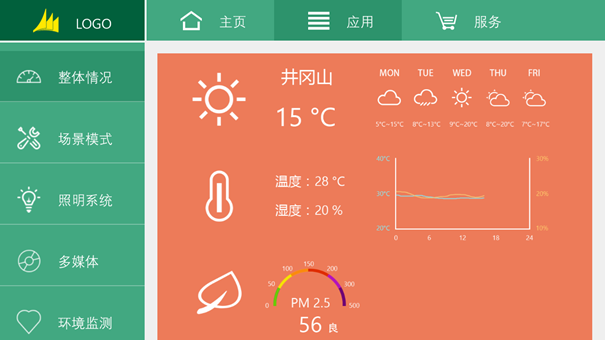 LOGO
主页
应用
服务
整体情况
场景模式
照明系统
多媒体
环境监测
井冈山
15 °C
MON TUE WED THU FRI
5°C~15°C 8°C~13°C 9°C~20°C 8°C~20°C 7°C~17°C
温度：28 °C
湿度：20 %
40°C 30%
30°C 20%
20°C 10%
0 6 12 18 24
0 50 100 150 200 300 500
PM 2.5
56 良